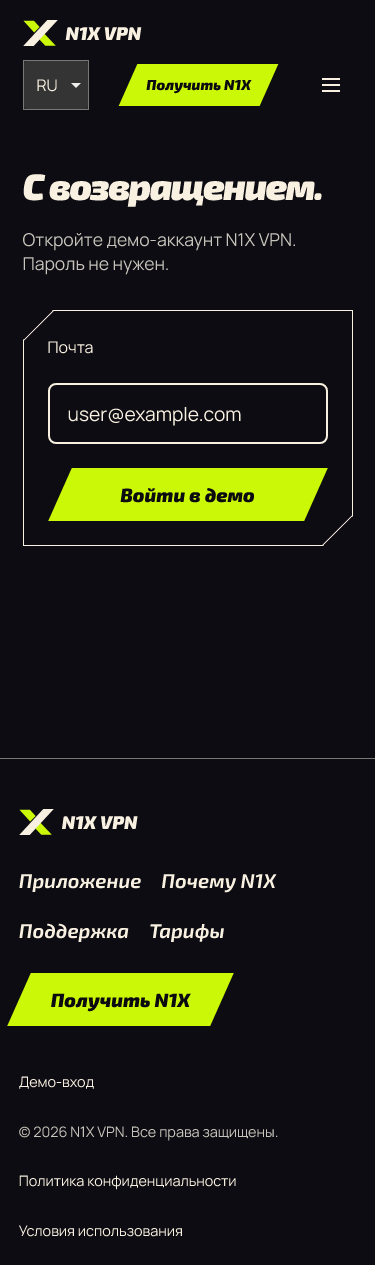 N1X VPN
RU
Получить N1X
С возвращением.
Откройте демо-аккаунт N1X VPN.
Пароль не нужен.
Почта
user@example.com
Войти в демо
N1X VPN
Приложение Почему N1X
Поддержка Тарифы
Получить N1X
Демо-вход
© 2026 N1X VPN. Все права защищены.
Политика конфиденциальности
Условия использования